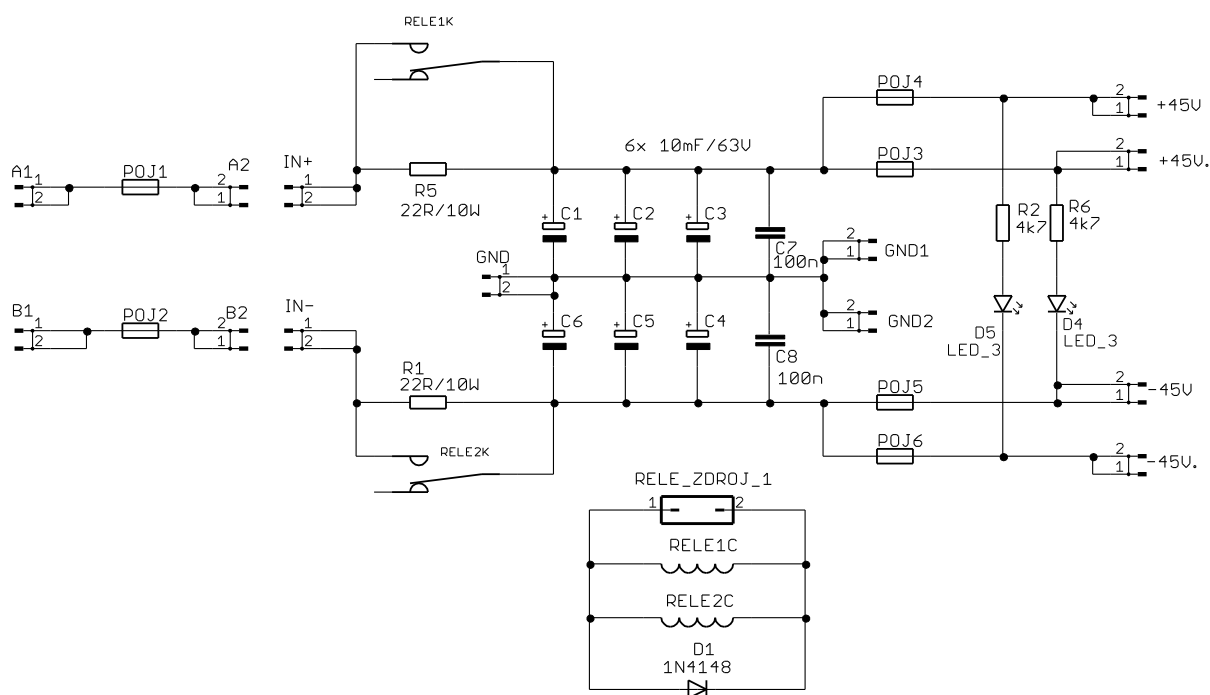 RELE1K
POJ4
2
1
+45V
6x 10mF/63V
2
1
+45V.
POJ3
A1
1
2
POJ1
A2
2
1
IN+
1
2
R5
22R/10W
+
C1
+
C2
+
C3
C7
100n
R2
4k7
R6
4k7
GND
1
2
2
1
GND1
B1
1
2
POJ2
B2
2
1
IN-
1
2
+
C6
+
C5
+
C4
C8
100n
2
1
GND2
D5
LED_3
D4
LED_3
R1
22R/10W
POJ5
2
1
-45V
RELE2K
POJ6
2
1
-45V.
RELE_ZDROJ_1
1
2
RELE1C
RELE2C
D1
1N4148